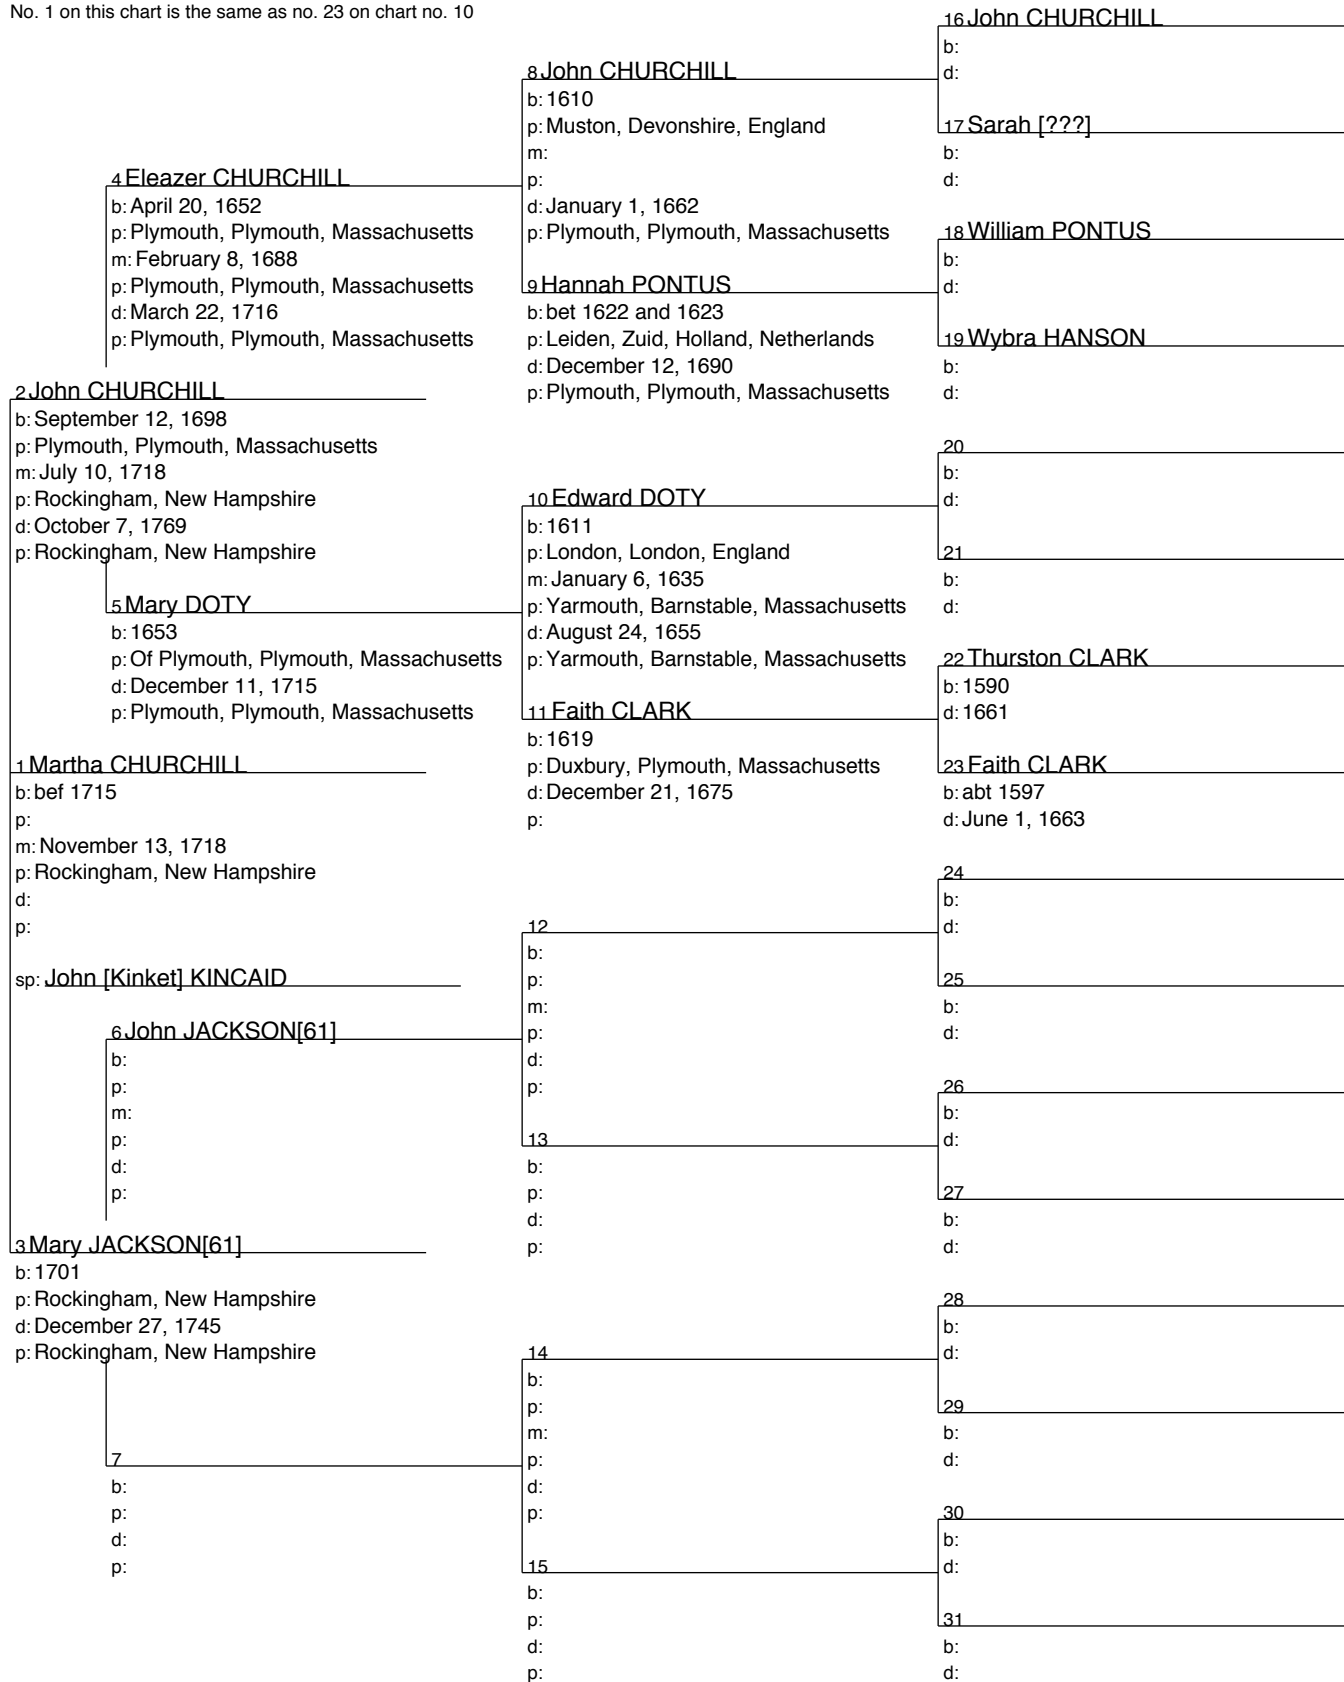 No. 1 on this chart is the same as no. 23 on chart no. 10
16 John CHURCHILL
b:
d:
8 John CHURCHILL
b: 1610
p: Muston, Devonshire, England
m:
p:
d: January 1, 1662
p: Plymouth, Plymouth, Massachusetts
17 Sarah [???]
b:
d:
4 Eleazer CHURCHILL
b: April 20, 1652
p: Plymouth, Plymouth, Massachusetts
m: February 8, 1688
p: Plymouth, Plymouth, Massachusetts
d: March 22, 1716
p: Plymouth, Plymouth, Massachusetts
18 William PONTUS
b:
d:
9 Hannah PONTUS
b: bet 1622 and 1623
p: Leiden, Zuid, Holland, Netherlands
d: December 12, 1690
p: Plymouth, Plymouth, Massachusetts
19 Wybra HANSON
b:
d:
2 John CHURCHILL
b: September 12, 1698
p: Plymouth, Plymouth, Massachusetts
m: July 10, 1718
p: Rockingham, New Hampshire
d: October 7, 1769
p: Rockingham, New Hampshire
20
b:
d:
10 Edward DOTY
b: 1611
p: London, London, England
m: January 6, 1635
p: Yarmouth, Barnstable, Massachusetts
d: August 24, 1655
p: Yarmouth, Barnstable, Massachusetts
21
b:
d:
5 Mary DOTY
b: 1653
p: Of Plymouth, Plymouth, Massachusetts
d: December 11, 1715
p: Plymouth, Plymouth, Massachusetts
22 Thurston CLARK
b: 1590
d: 1661
11 Faith CLARK
b: 1619
p: Duxbury, Plymouth, Massachusetts
d: December 21, 1675
p:
23 Faith CLARK
b: abt 1597
d: June 1, 1663
1 Martha CHURCHILL
b: bef 1715
p:
m: November 13, 1718
p: Rockingham, New Hampshire
d:
p:
sp: John [Kinket] KINCAID
24
b:
d:
12
b:
p:
m:
p:
d:
p:
25
b:
d:
6 John JACKSON[61]
b:
p:
m:
p:
d:
p:
26
b:
d:
13
b:
p:
d:
p:
27
b:
d:
3 Mary JACKSON[61]
b: 1701
p: Rockingham, New Hampshire
d: December 27, 1745
p: Rockingham, New Hampshire
28
b:
d:
14
b:
p:
m:
p:
d:
p:
29
b:
d:
7
b:
p:
d:
p:
30
b:
d:
15
b:
p:
d:
p:
31
b:
d: